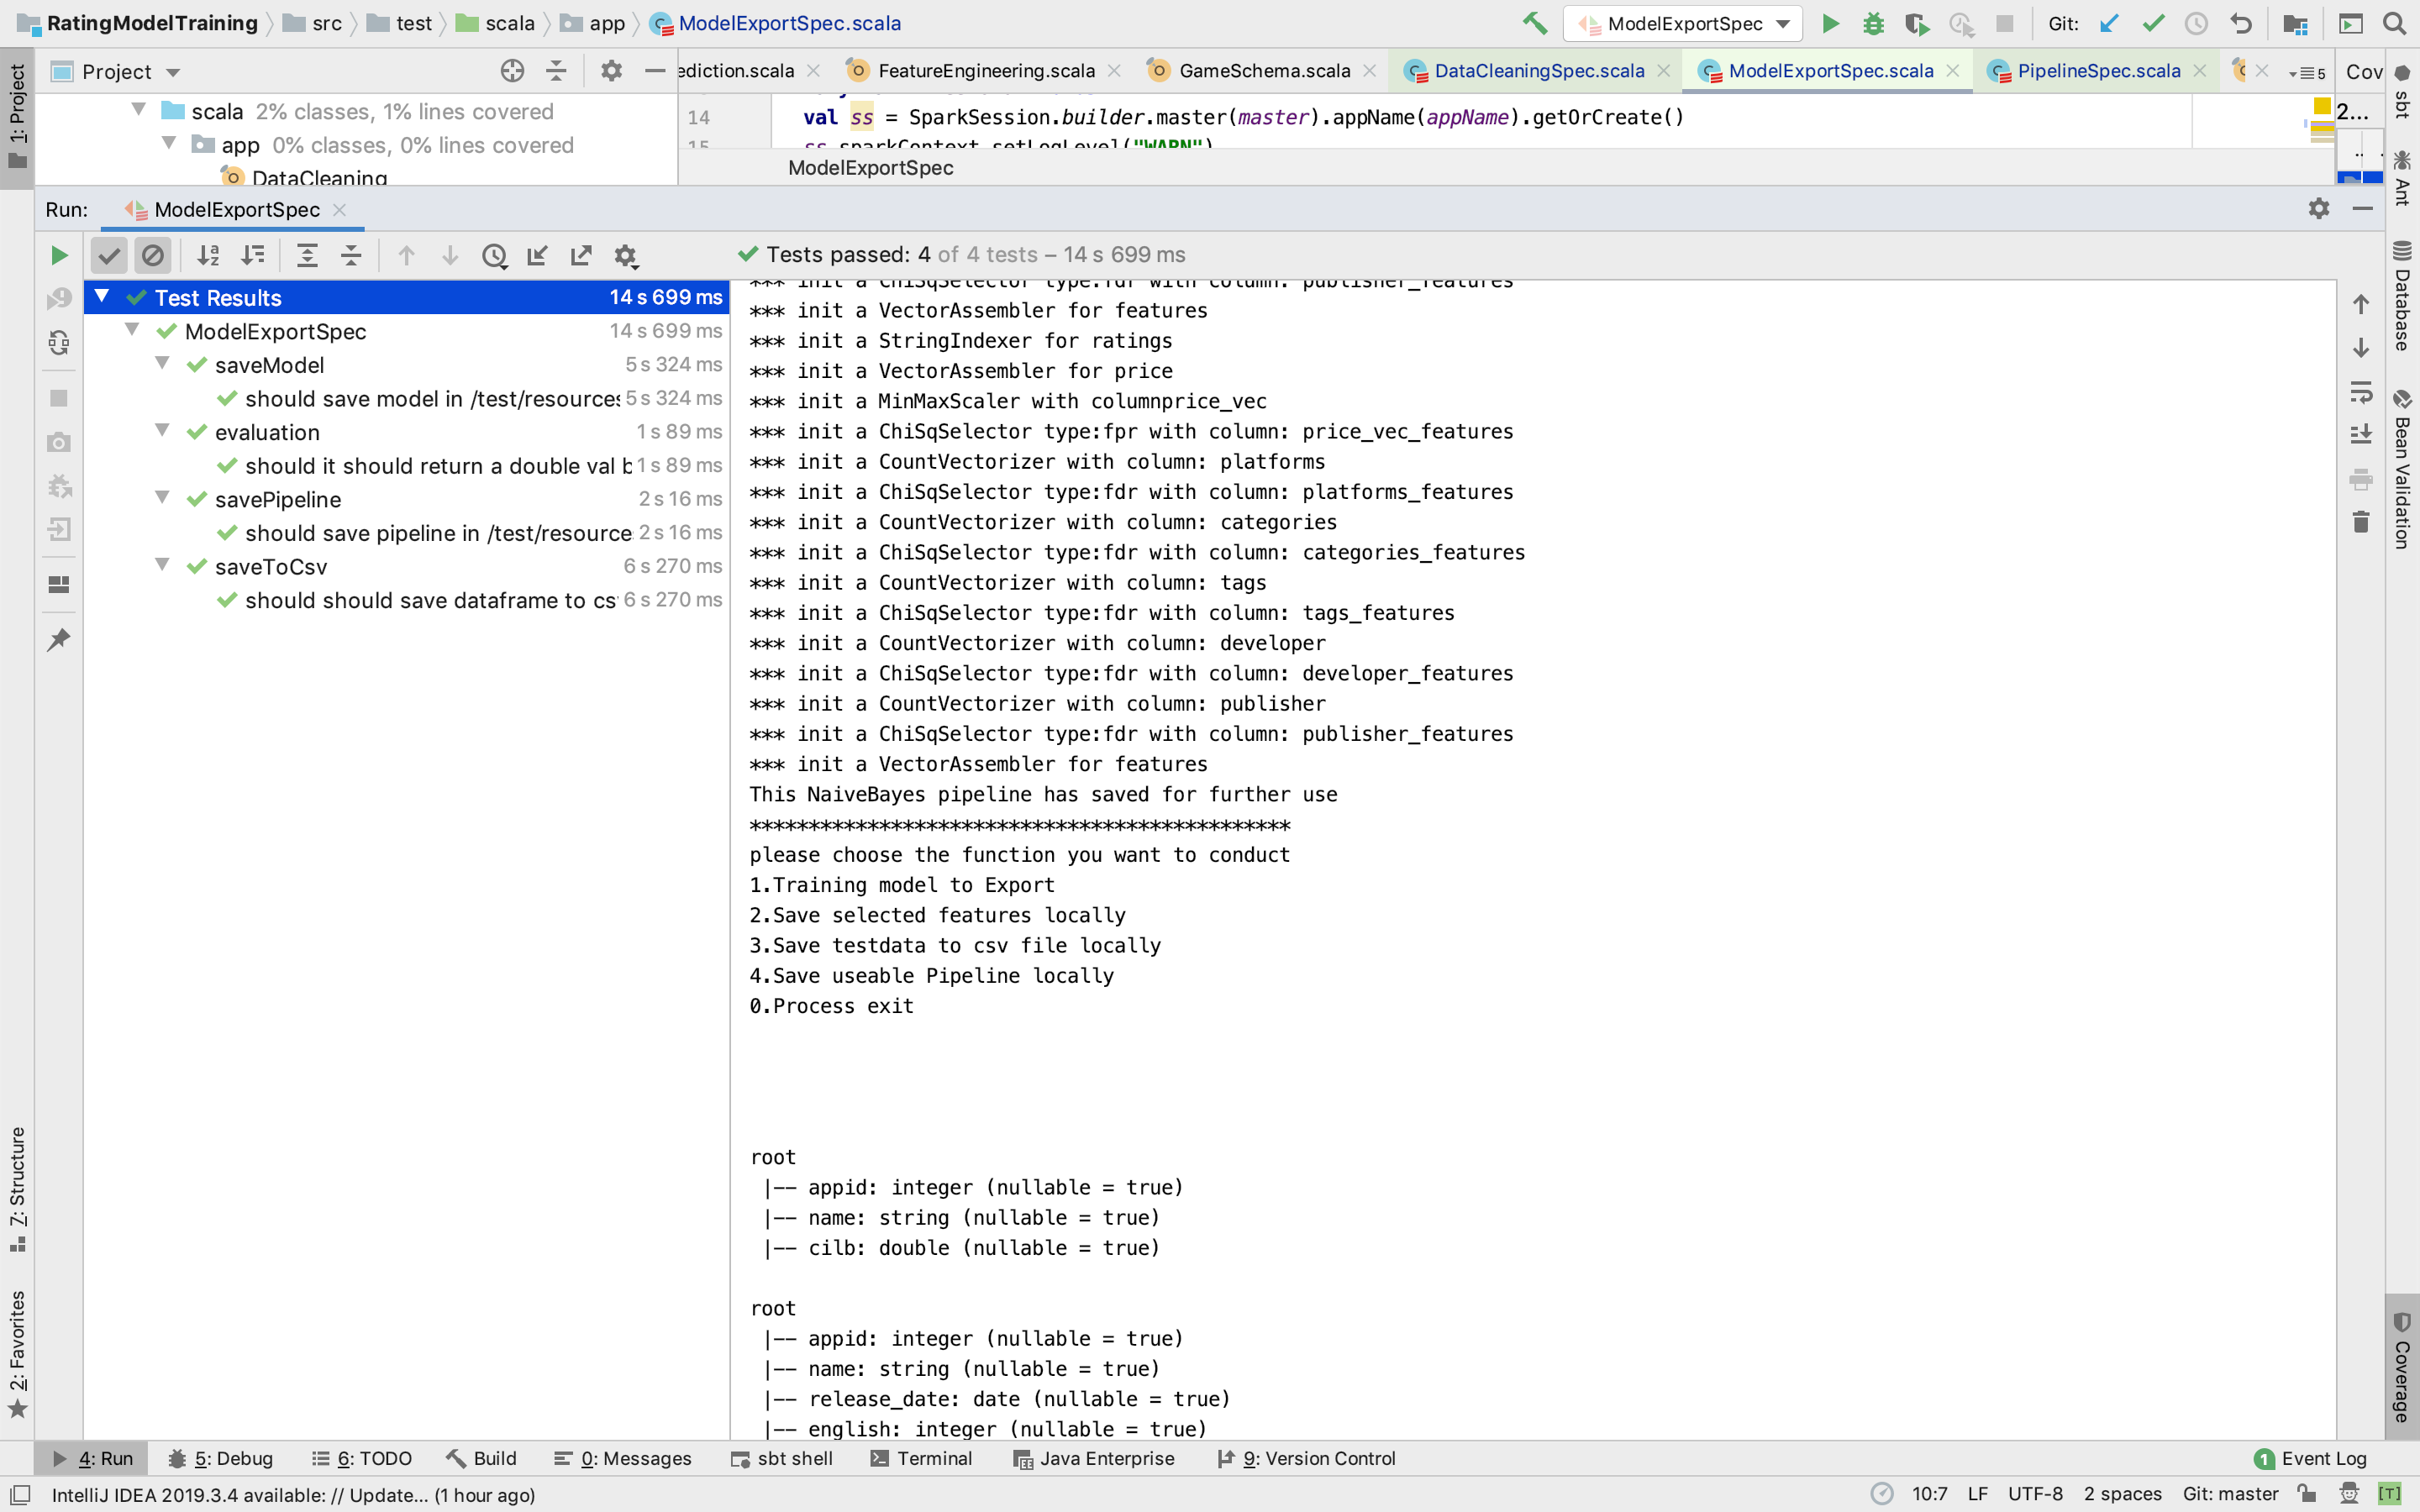 RatingModelTraining src test scala app ModelExportSpec.scala ModelExportSpec Git:
1: Project
Project
ediction.scala FeatureEngineering.scala GameSchema.scala DataCleaningSpec.scala ModelExportSpec.scala PipelineSpec.scala 5 Cov
scala 2% classes, 1% lines covered
app 0% classes, 0% lines covered
DataCleaning
14 val ss = SparkSession.builder.master(master).appName(appName).getOrCreate()
15 ss.sparkContext.setLogLevel("WARN")
ModelExportSpec
2...
sbt
Ant
Database
Bean Validation
Coverage
Run: ModelExportSpec
Tests passed: 4 of 4 tests – 14 s 699 ms
Test Results 14 s 699 ms
ModelExportSpec 14 s 699 ms
saveModel 5 s 324 ms
should save model in /test/resources 5 s 324 ms
evaluation 1 s 89 ms
should it should return a double val b 1 s 89 ms
savePipeline 2 s 16 ms
should save pipeline in /test/resource 2 s 16 ms
saveToCsv 6 s 270 ms
should should save dataframe to cs 6 s 270 ms
*** init a ChiSqSelector type:fdr with column: publisher_features
*** init a VectorAssembler for features
*** init a StringIndexer for ratings
*** init a VectorAssembler for price
*** init a MinMaxScaler with columnprice_vec
*** init a ChiSqSelector type:fpr with column: price_vec_features
*** init a CountVectorizer with column: platforms
*** init a ChiSqSelector type:fdr with column: platforms_features
*** init a CountVectorizer with column: categories
*** init a ChiSqSelector type:fdr with column: categories_features
*** init a CountVectorizer with column: tags
*** init a ChiSqSelector type:fdr with column: tags_features
*** init a CountVectorizer with column: developer
*** init a ChiSqSelector type:fdr with column: developer_features
*** init a CountVectorizer with column: publisher
*** init a ChiSqSelector type:fdr with column: publisher_features
*** init a VectorAssembler for features
This NaiveBayes pipeline has saved for further use
**********************************************
please choose the function you want to conduct
1.Training model to Export
2.Save selected features locally
3.Save testdata to csv file locally
4.Save useable Pipeline locally
0.Process exit
root
|-- appid: integer (nullable = true)
|-- name: string (nullable = true)
|-- cilb: double (nullable = true)
root
|-- appid: integer (nullable = true)
|-- name: string (nullable = true)
|-- release_date: date (nullable = true)
|-- english: integer (nullable = true)
7: Structure
2: Favorites
4: Run 5: Debug 6: TODO Build 0: Messages sbt shell Terminal Java Enterprise 9: Version Control 1 Event Log
IntelliJ IDEA 2019.3.4 available: // Update... (1 hour ago) 10:7 LF UTF-8 2 spaces Git: master [T]